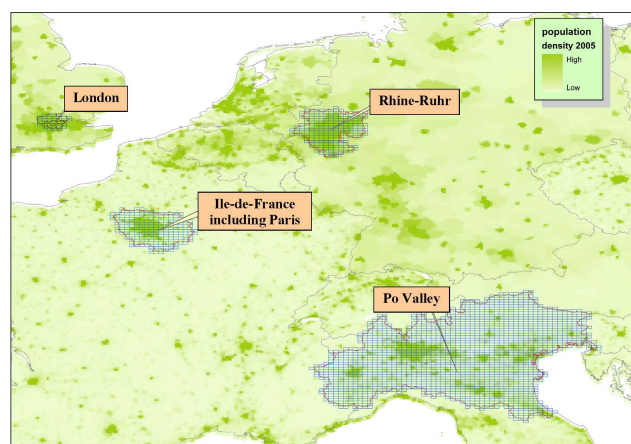 population
density 2005
High
Low
London
Rhine-Ruhr
Ile-de-France
including Paris
Po Valley